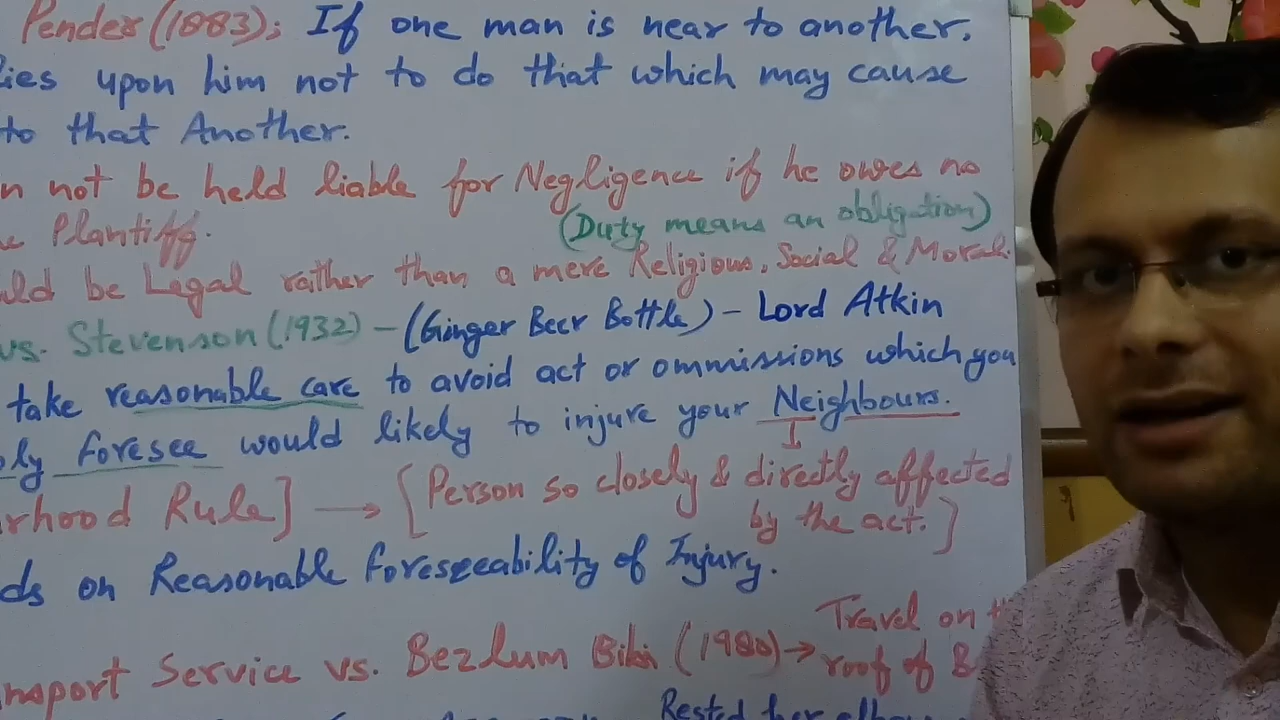 Pender (1883); If one man is near to another,
lies upon him not to do that which may cause
to that Another.
n not be held liable for Negligence if he owes no
e Plantiff.
(Duty means an obligation)
uld be Legal rather than a mere Religious, Social & Moral.
vs. Stevenson (1932) - (Ginger Beer Bottle) - Lord Atkin
take reasonable care to avoid act or ommissions which you
bly foresee would likely to injure your Neighbours.
rhood Rule] → [Person so closely & directly affected
by the act.]
ds on Reasonable foreseeability of Injury.
Travel on th
nsport Service vs. Bezlum Bibi (1980) → roof of B
Rested her elbow